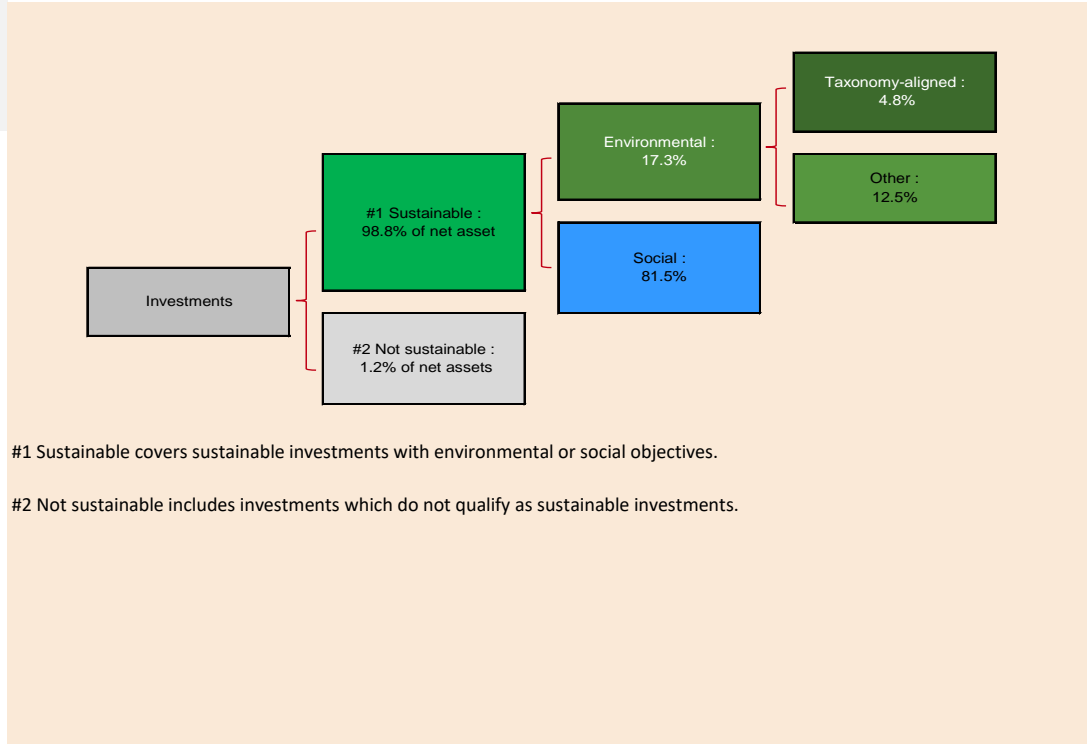 Taxonomy-aligned :
4.8%
Environmental :
17.3%
Other :
12.5%
#1 Sustainable :
98.8% of net asset
Social :
81.5%
Investments
#2 Not sustainable :
1.2% of net assets
#1 Sustainable covers sustainable investments with environmental or social objectives.
#2 Not sustainable includes investments which do not qualify as sustainable investments.